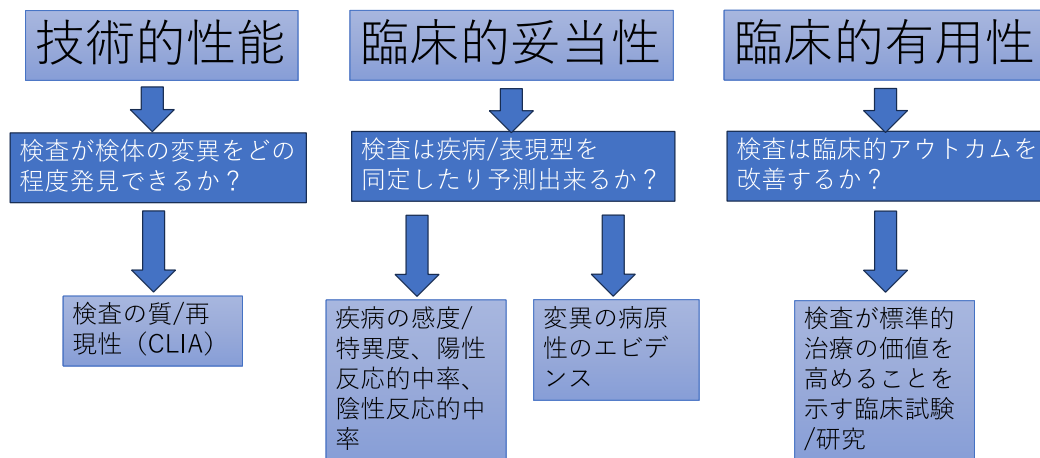 技術的性能
臨床的妥当性
臨床的有用性
検査が検体の変異をどの
程度発見できるか？
検査は疾病/表現型を
同定したり予測出来るか？
検査は臨床的アウトカムを
改善するか？
検査の質/再
現性（CLIA）
疾病の感度/
特異度、陽性
反応的中率、
陰性反応的中
率
変異の病原
性のエビデ
ンス
検査が標準的
治療の価値を
高めることを
示す臨床試験
/研究